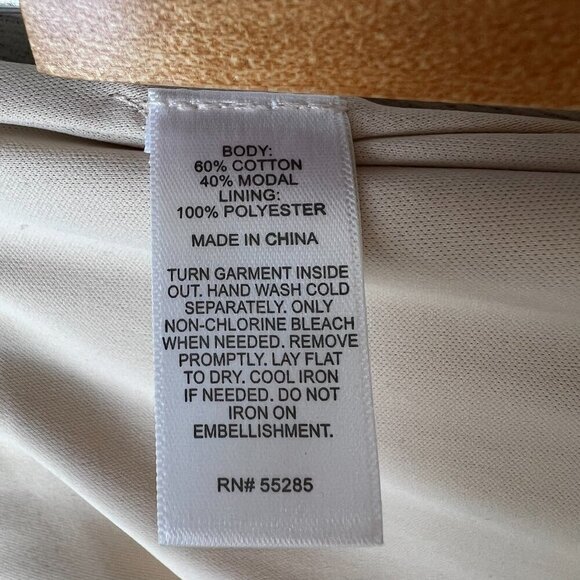 BODY:
60% COTTON
40% MODAL
LINING:
100% POLYESTER
MADE IN CHINA
TURN GARMENT INSIDE
OUT. HAND WASH COLD
SEPARATELY. ONLY
NON-CHLORINE BLEACH
WHEN NEEDED. REMOVE
PROMPTLY. LAY FLAT
TO DRY. COOL IRON
IF NEEDED. DO NOT
IRON ON
EMBELLISHMENT.
RN# 55285